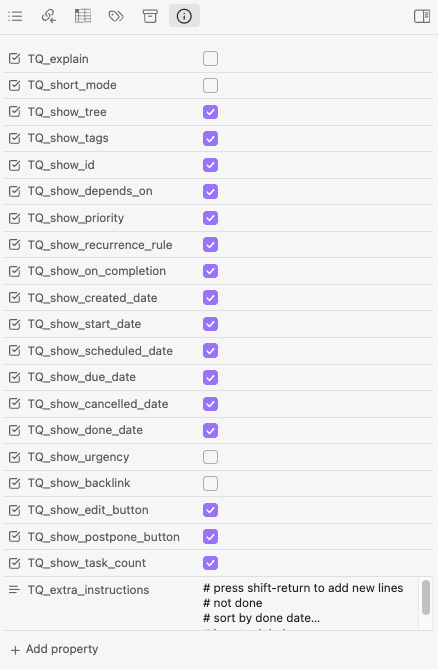 TQ_explain
TQ_short_mode
TQ_show_tree
TQ_show_tags
TQ_show_id
TQ_show_depends_on
TQ_show_priority
TQ_show_recurrence_rule
TQ_show_on_completion
TQ_show_created_date
TQ_show_start_date
TQ_show_scheduled_date
TQ_show_due_date
TQ_show_cancelled_date
TQ_show_done_date
TQ_show_urgency
TQ_show_backlink
TQ_show_edit_button
TQ_show_postpone_button
TQ_show_task_count
TQ_extra_instructions # press shift-return to add new lines
# not done
# sort by done date...
+ Add property